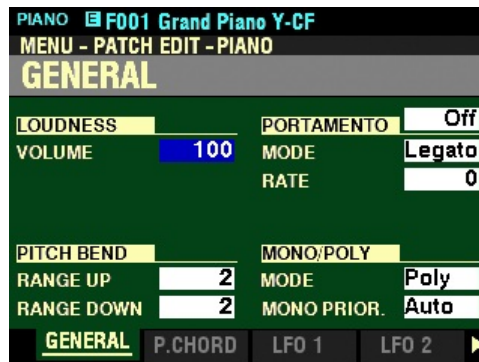 PIANO E F001 Grand Piano Y-CF
MENU - PATCH EDIT - PIANO
GENERAL
LOUDNESS
VOLUME 100
PORTAMENTO Off
MODE Legato
RATE 0
PITCH BEND
RANGE UP 2
RANGE DOWN 2
MONO/POLY
MODE Poly
MONO PRIOR. Auto
GENERAL P.CHORD LFO 1 LFO 2